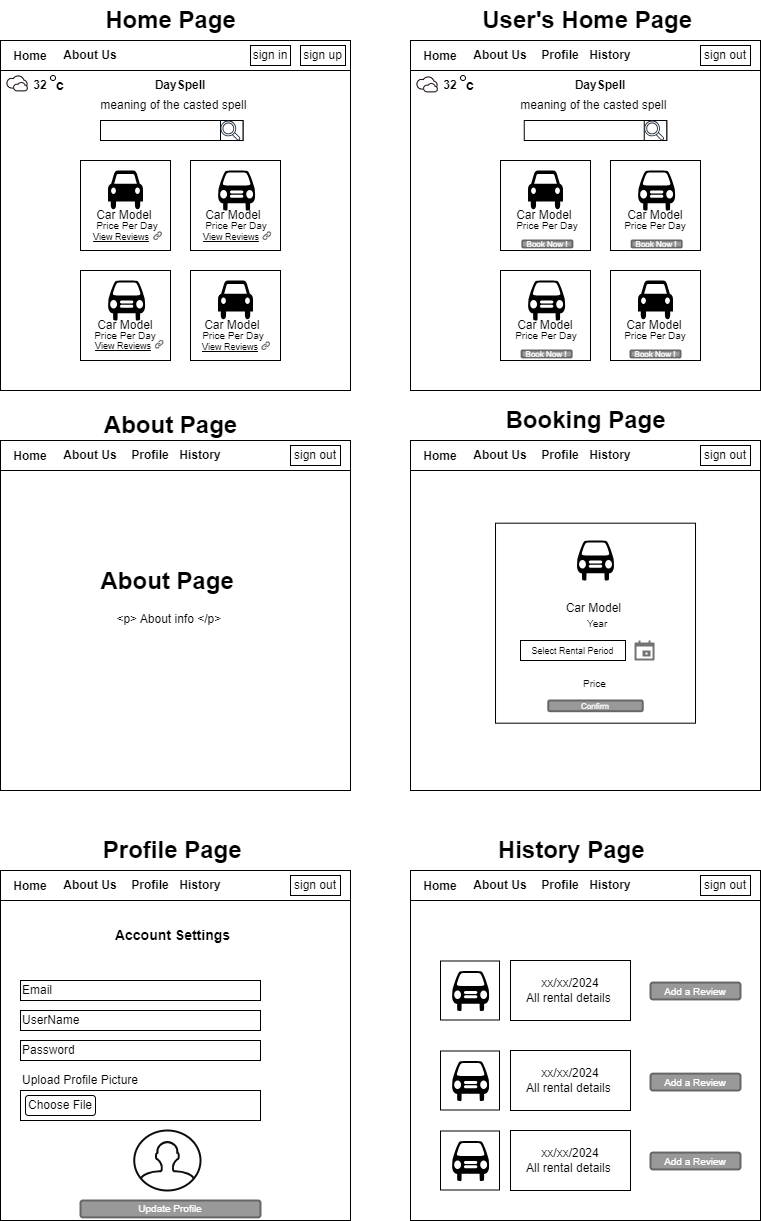 Home Page
Home About Us sign in sign up
32 °c Day Spell
meaning of the casted spell
Car Model
Price Per Day
View Reviews
Car Model
Price Per Day
View Reviews
Car Model
Price Per Day
View Reviews
Car Model
Price Per Day
View Reviews
User's Home Page
Home About Us Profile History sign out
32 °c Day Spell
meaning of the casted spell
Car Model
Price Per Day
Book Now !
Car Model
Price Per Day
Book Now !
Car Model
Price Per Day
Book Now !
Car Model
Price Per Day
Book Now !
About Page
Home About Us Profile History sign out
About Page
<p> About info </p>
Booking Page
Home About Us Profile History sign out
Car Model
Year
Select Rental Period
Price
Confirm
Profile Page
Home About Us Profile History sign out
Account Settings
Email
UserName
Password
Upload Profile Picture
Choose File
Update Profile
History Page
Home About Us Profile History sign out
xx/xx/2024
All rental details
Add a Review
xx/xx/2024
All rental details
Add a Review
xx/xx/2024
All rental details
Add a Review